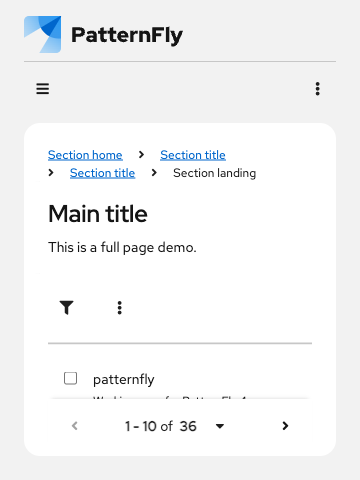 PatternFly
Section home Section title
Section title Section landing
Main title
This is a full page demo.
patternfly
1 - 10 of 36